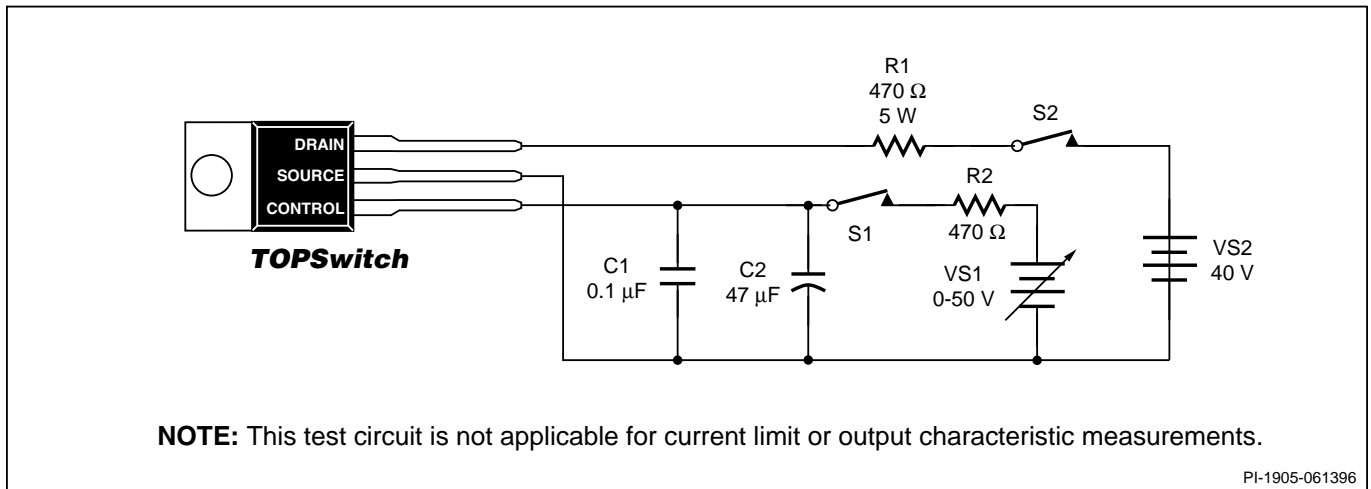 R1
470 Ω
5 W
S2
DRAIN
SOURCE
CONTROL
TOPSwitch
R2
470 Ω
S1
C1
0.1 µF
C2
47 µF
VS1
0-50 V
VS2
40 V
NOTE: This test circuit is not applicable for current limit or output characteristic measurements.
PI-1905-061396